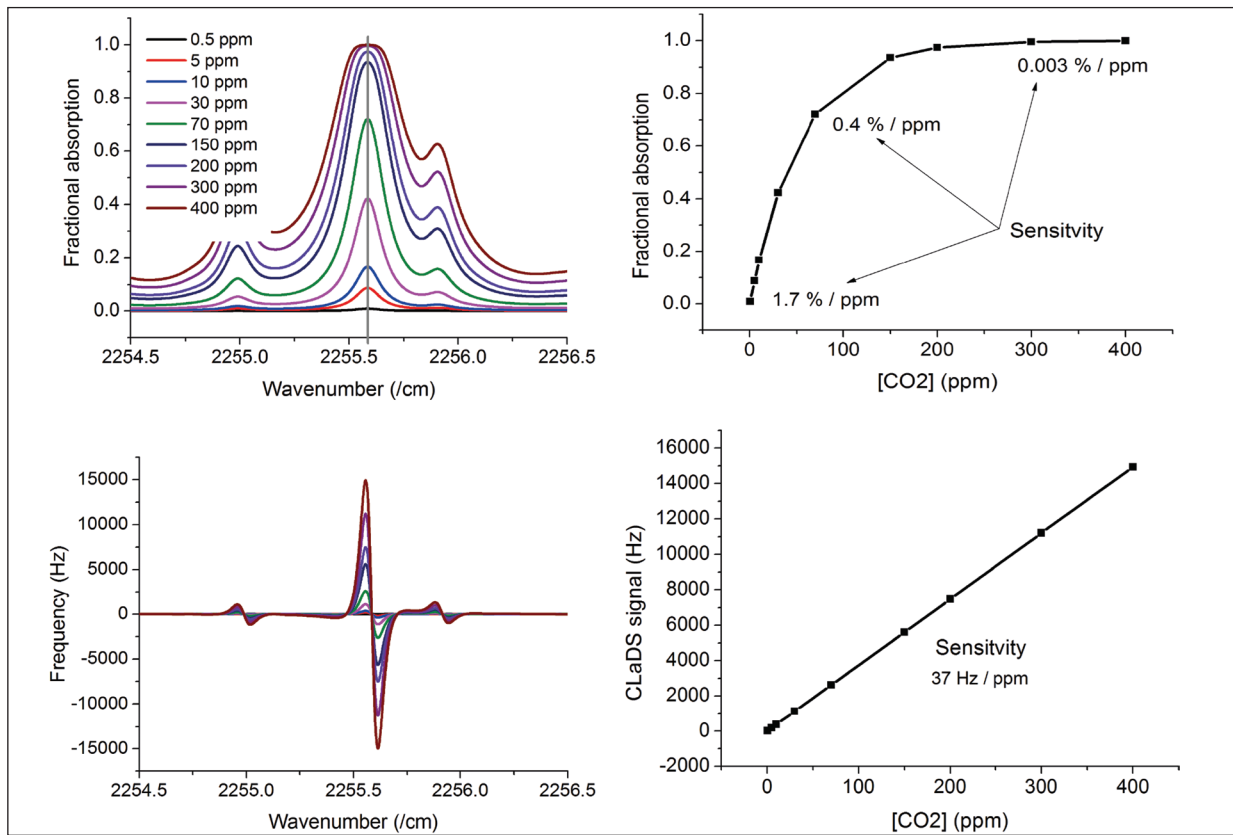 0.5 ppm
5 ppm
10 ppm
30 ppm
70 ppm
150 ppm
200 ppm
300 ppm
400 ppm
Fractional absorption
1.0
0.8
0.6
0.4
0.2
0.0
2254.5 2255.0 2255.5 2256.0 2256.5
Wavenumber (/cm)
Fractional absorption
1.0
0.8
0.6
0.4
0.2
0.0
0.003 % / ppm
0.4 % / ppm
Sensitvity
1.7 % / ppm
0 100 200 300 400
[CO2] (ppm)
Frequency (Hz)
15000
10000
5000
0
-5000
-10000
-15000
2254.5 2255.0 2255.5 2256.0 2256.5
Wavenumber (/cm)
CLaDS signal (Hz)
16000
14000
12000
10000
8000
6000
4000
2000
0
-2000
Sensitvity
37 Hz / ppm
0 100 200 300 400
[CO2] (ppm)